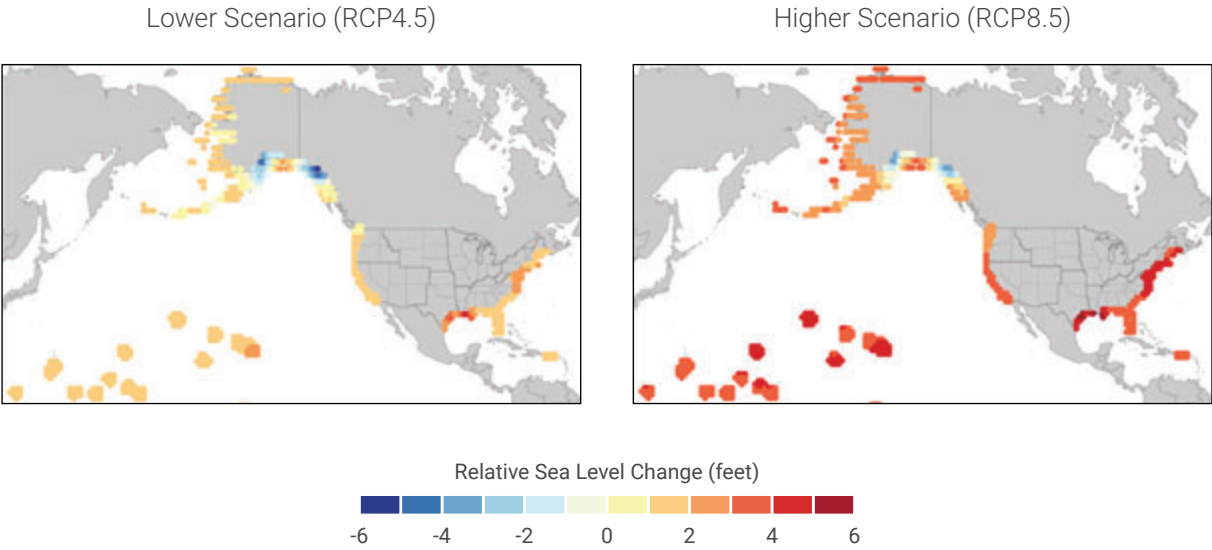 Lower Scenario (RCP4.5) Higher Scenario (RCP8.5)
Relative Sea Level Change (feet)
-6 -4 -2 0 2 4 6